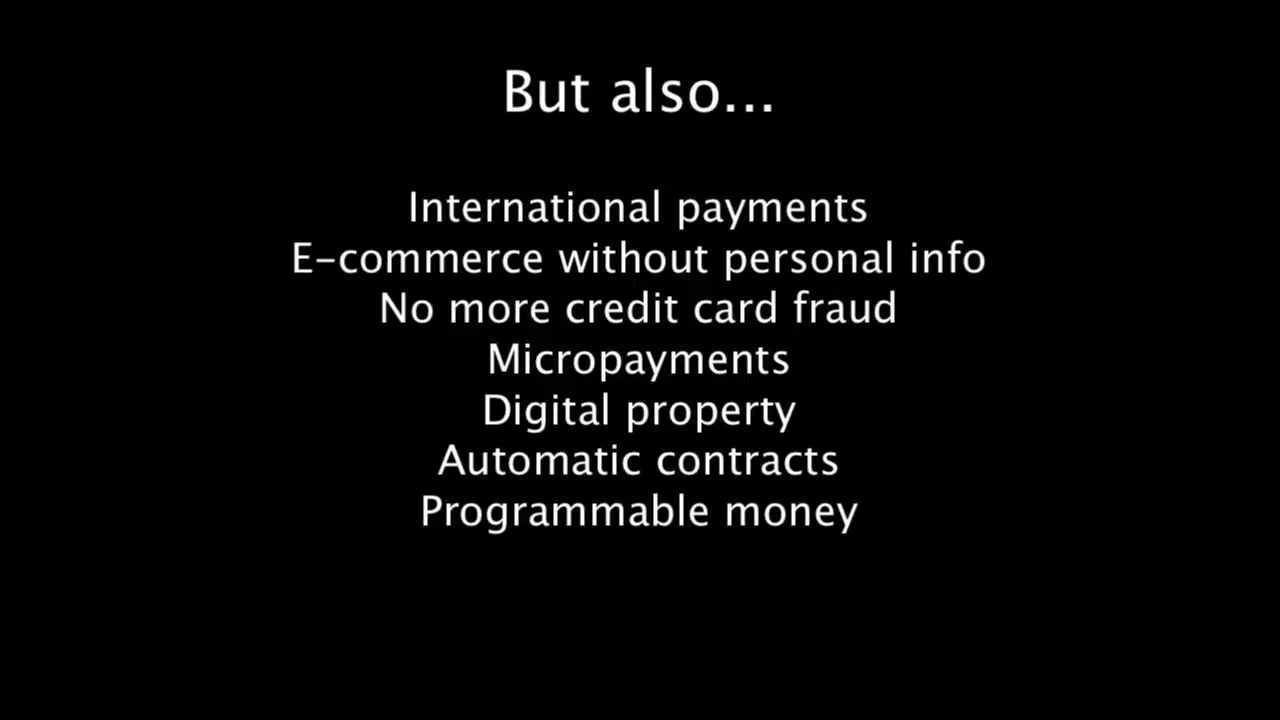 But also...
International payments
E-commerce without personal info
No more credit card fraud
Micropayments
Digital property
Automatic contracts
Programmable money